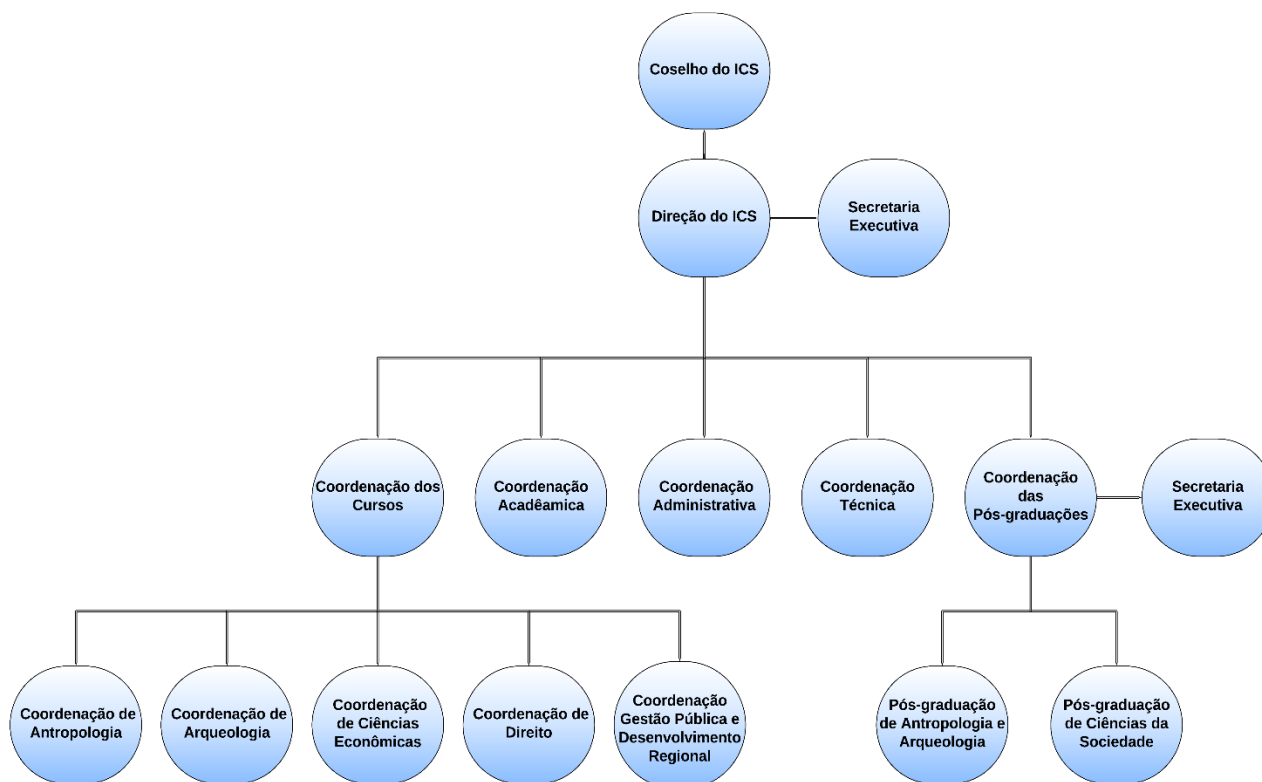 Coselho do ICS
Direção do ICS
Secretaria
Executiva
Coordenação dos
Cursos
Coordenação
Acadêamica
Coordenação
Administrativa
Coordenação
Técnica
Coordenação
das
Pós-graduações
Secretaria
Executiva
Coordenação de
Antropologia
Coordenação de
Arqueologia
Coordenação
de Ciências
Econômicas
Coordenação de
Direito
Coordenação
Gestão Pública e
Desenvolvimento
Regional
Pós-graduação
de Antropologia e
Arqueologia
Pós-graduação
de Ciências da
Sociedade